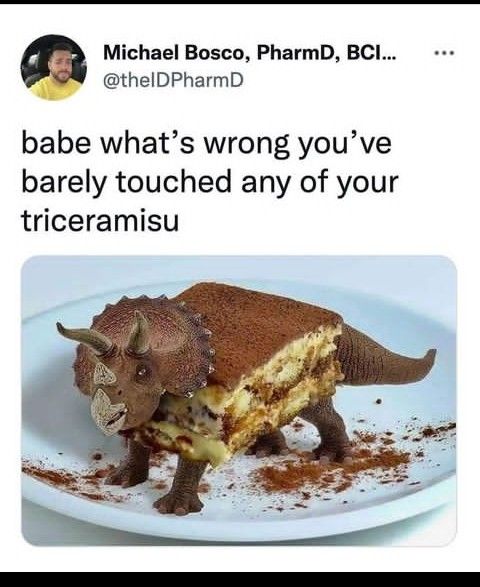 Michael Bosco, PharmD, BCI...
@theIDPharmD
babe what's wrong you've
barely touched any of your
triceramisu